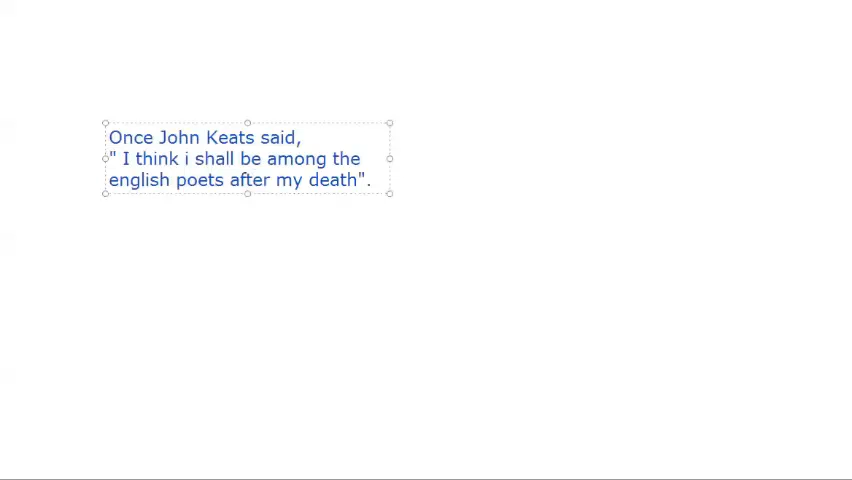 Once John Keats said,
" I think i shall be among the
english poets after my death".